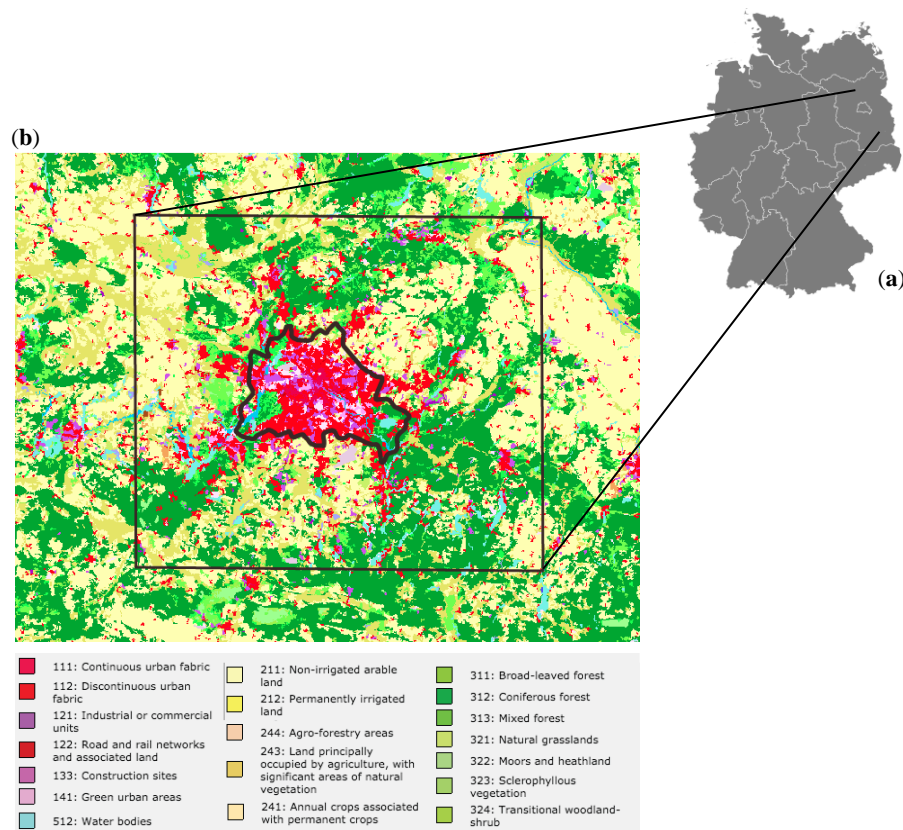 (b)
(a)
111: Continuous urban fabric
112: Discontinuous urban
fabric
121: Industrial or commercial
units
122: Road and rail networks
and associated land
133: Construction sites
141: Green urban areas
512: Water bodies
211: Non-irrigated arable
land
212: Permanently irrigated
land
244: Agro-forestry areas
243: Land principally
occupied by agriculture, with
significant areas of natural
vegetation
241: Annual crops associated
with permanent crops
311: Broad-leaved forest
312: Coniferous forest
313: Mixed forest
321: Natural grasslands
322: Moors and heathland
323: Sclerophyllous
vegetation
324: Transitional woodland-
shrub